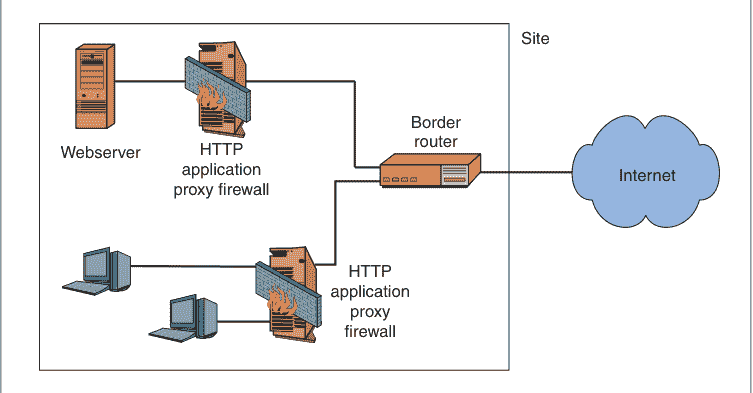 Site
Webserver
HTTP
application
proxy firewall
Border
router
Internet
HTTP
application
proxy
firewall